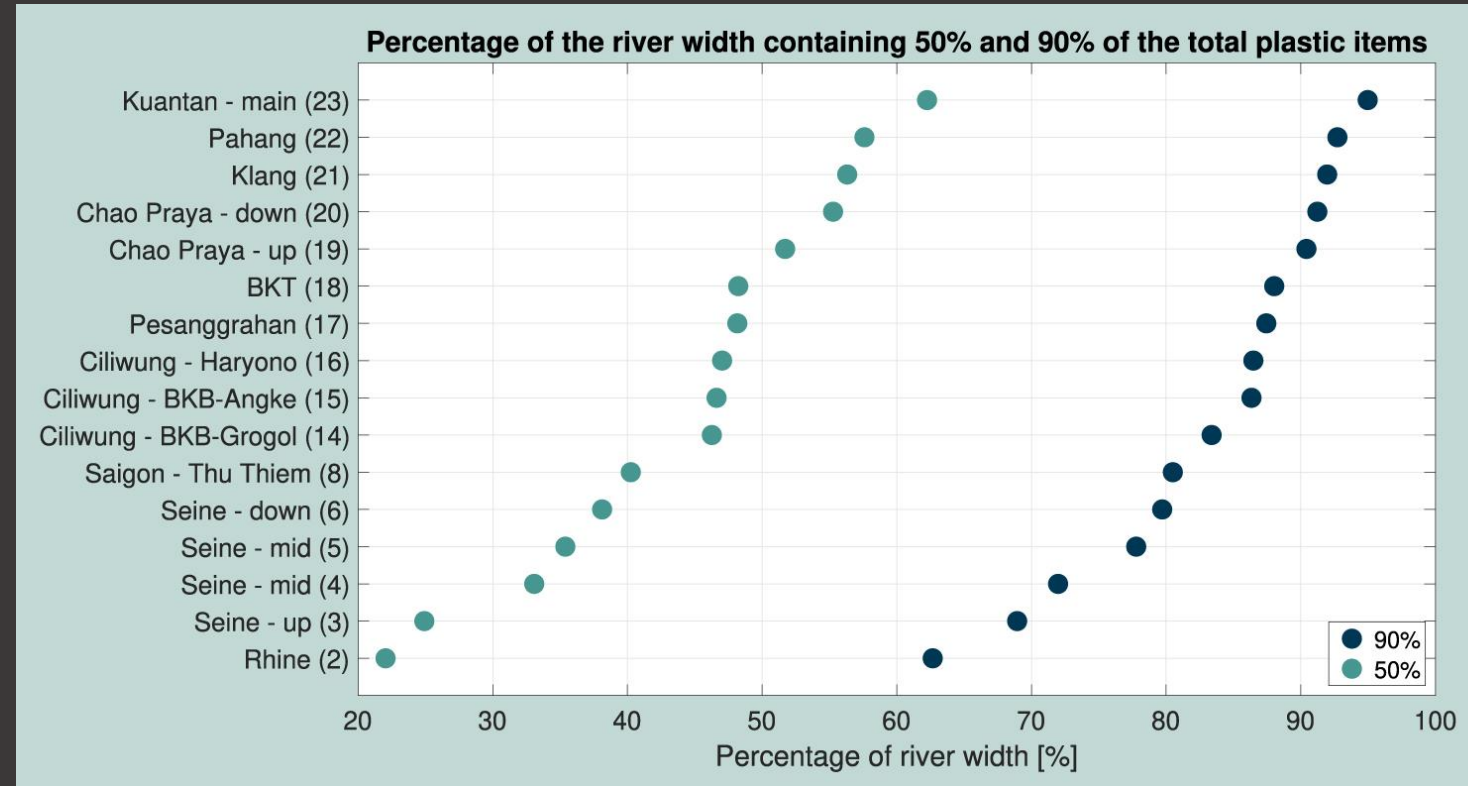 Percentage of the river width containing 50% and 90% of the total plastic items
Kuantan - main (23)
Pahang (22)
Klang (21)
Chao Praya - down (20)
Chao Praya - up (19)
BKT (18)
Pesanggrahan (17)
Ciliwung - Haryono (16)
Ciliwung - BKB-Angke (15)
Ciliwung - BKB-Grogol (14)
Saigon - Thu Thiem (8)
Seine - down (6)
Seine - mid (5)
Seine - mid (4)
Seine - up (3)
Rhine (2)
90%
50%
20 30 40 50 60 70 80 90 100
Percentage of river width [%]